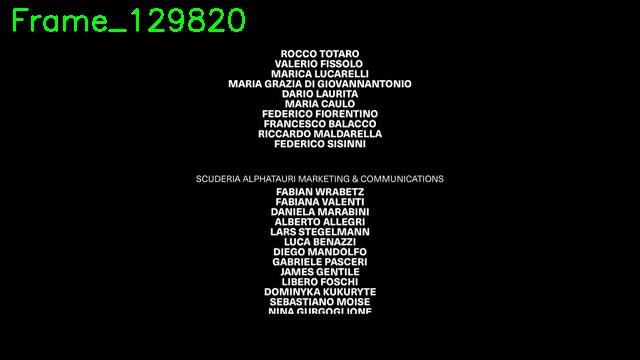 Frame_129820
ROCCO TOTARO
VALERIO FISSOLO
MARICA LUCARELLI
MARIA GRAZIA DI GIOVANNANTONIO
DARIO LAURITA
MARIA CAULO
FEDERICO FIORENTINO
FRANCESCO BALACCO
RICCARDO MALDARELLA
FEDERICO SISINNI
SCUDERIA ALPHATAURI MARKETING & COMMUNICATIONS
FABIAN WRABETZ
FABIANA VALENTI
DANIELA MARABINI
ALBERTO ALLEGRI
LARS STEGELMANN
LUCA BENAZZI
DIEGO MANDOLFO
GABRIELE PASCERI
JAMES GENTILE
LIBERO FOSCHI
DOMINYKA KUKURYTE
SEBASTIANO MOISE
NINA GURGOGLIONE